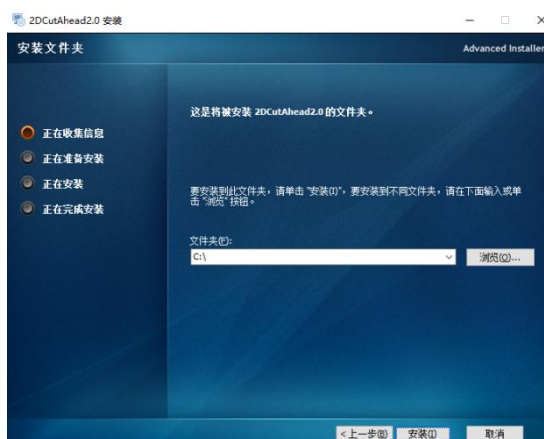 2DCutAhead2.0 安装
安装文件夹
Advanced Installer
这是将被安装 2DCutAhead2.0 的文件夹。
正在收集信息
正在准备安装
正在安装
正在完成安装
要安装到此文件夹，请单击 "安装(I)"，要安装到不同文件夹，请在下面输入或单
击 "浏览" 按钮。
文件夹(F):
C:\
浏览(O)...
<上一步(B)
安装(I)
取消